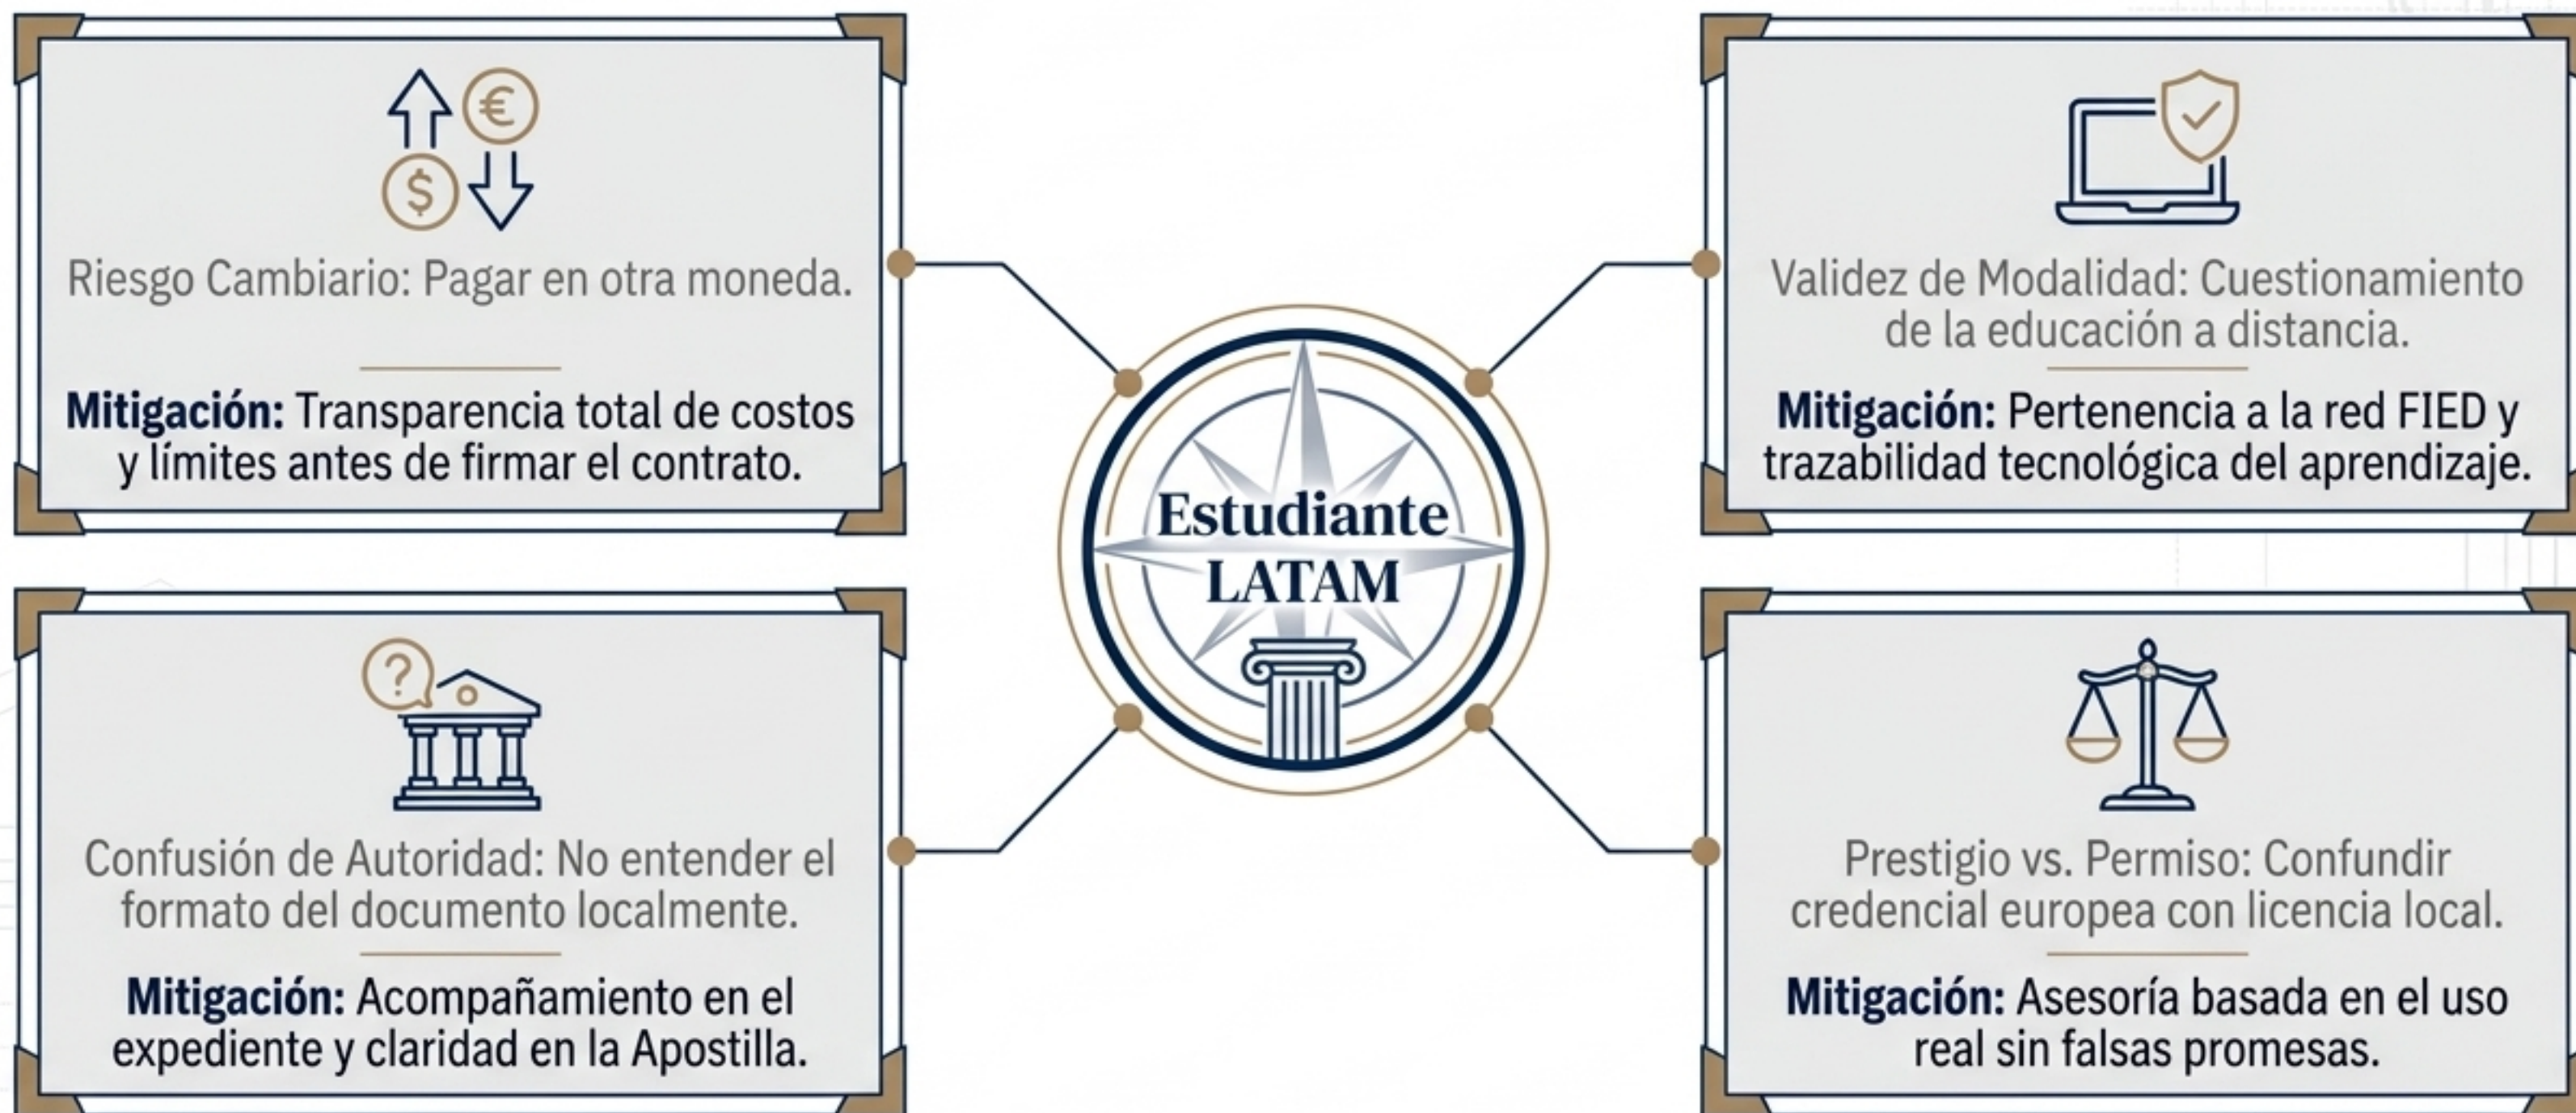 Riesgo Cambiario: Pagar en otra moneda.
Mitigación: Transparencia total de costos
y límites antes de firmar el contrato.
Validez de Modalidad: Cuestionamiento
de la educación a distancia.
Mitigación: Pertenencia a la red FIED y
trazabilidad tecnológica del aprendizaje.
Estudiante
LATAM
Confusión de Autoridad: No entender el
formato del documento localmente.
Mitigación: Acompañamiento en el
expediente y claridad en la Apostilla.
Prestigio vs. Permiso: Confundir
credencial europea con licencia local.
Mitigación: Asesoría basada en el uso
real sin falsas promesas.